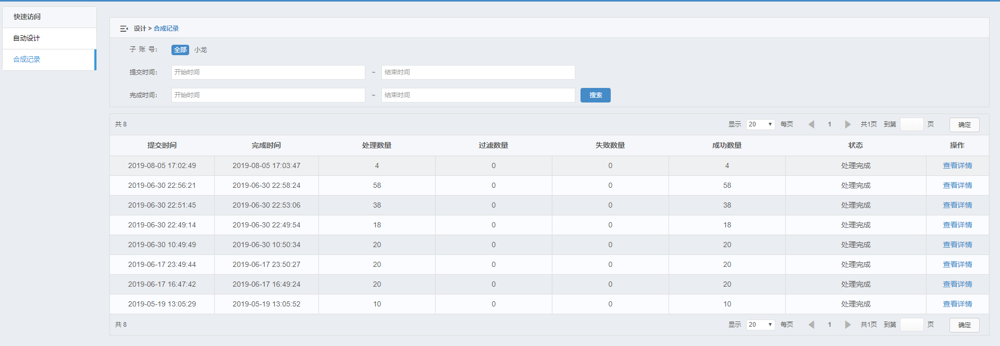 快速访问
自动设计
合成记录
设计 > 合成记录
子 账 号： 全部 小龙
提交时间： 开始时间 ~ 结束时间
完成时间： 开始时间 ~ 结束时间 搜索
共 8 显示 20 每页 1 共1页 到第 页 确定
提交时间 完成时间 处理数量 过滤数量 失败数量 成功数量 状态 操作
2019-08-05 17:02:49 2019-08-05 17:03:47 4 0 0 4 处理完成 查看详情
2019-06-30 22:56:21 2019-06-30 22:58:24 58 0 0 58 处理完成 查看详情
2019-06-30 22:51:45 2019-06-30 22:53:06 38 0 0 38 处理完成 查看详情
2019-06-30 22:49:14 2019-06-30 22:49:54 18 0 0 18 处理完成 查看详情
2019-06-30 10:49:49 2019-06-30 10:50:34 20 0 0 20 处理完成 查看详情
2019-06-17 23:49:44 2019-06-17 23:50:27 20 0 0 20 处理完成 查看详情
2019-06-17 16:47:42 2019-06-17 16:49:24 20 0 0 20 处理完成 查看详情
2019-05-19 13:05:29 2019-05-19 13:05:52 10 0 0 10 处理完成 查看详情
共 8 显示 20 每页 1 共1页 到第 页 确定